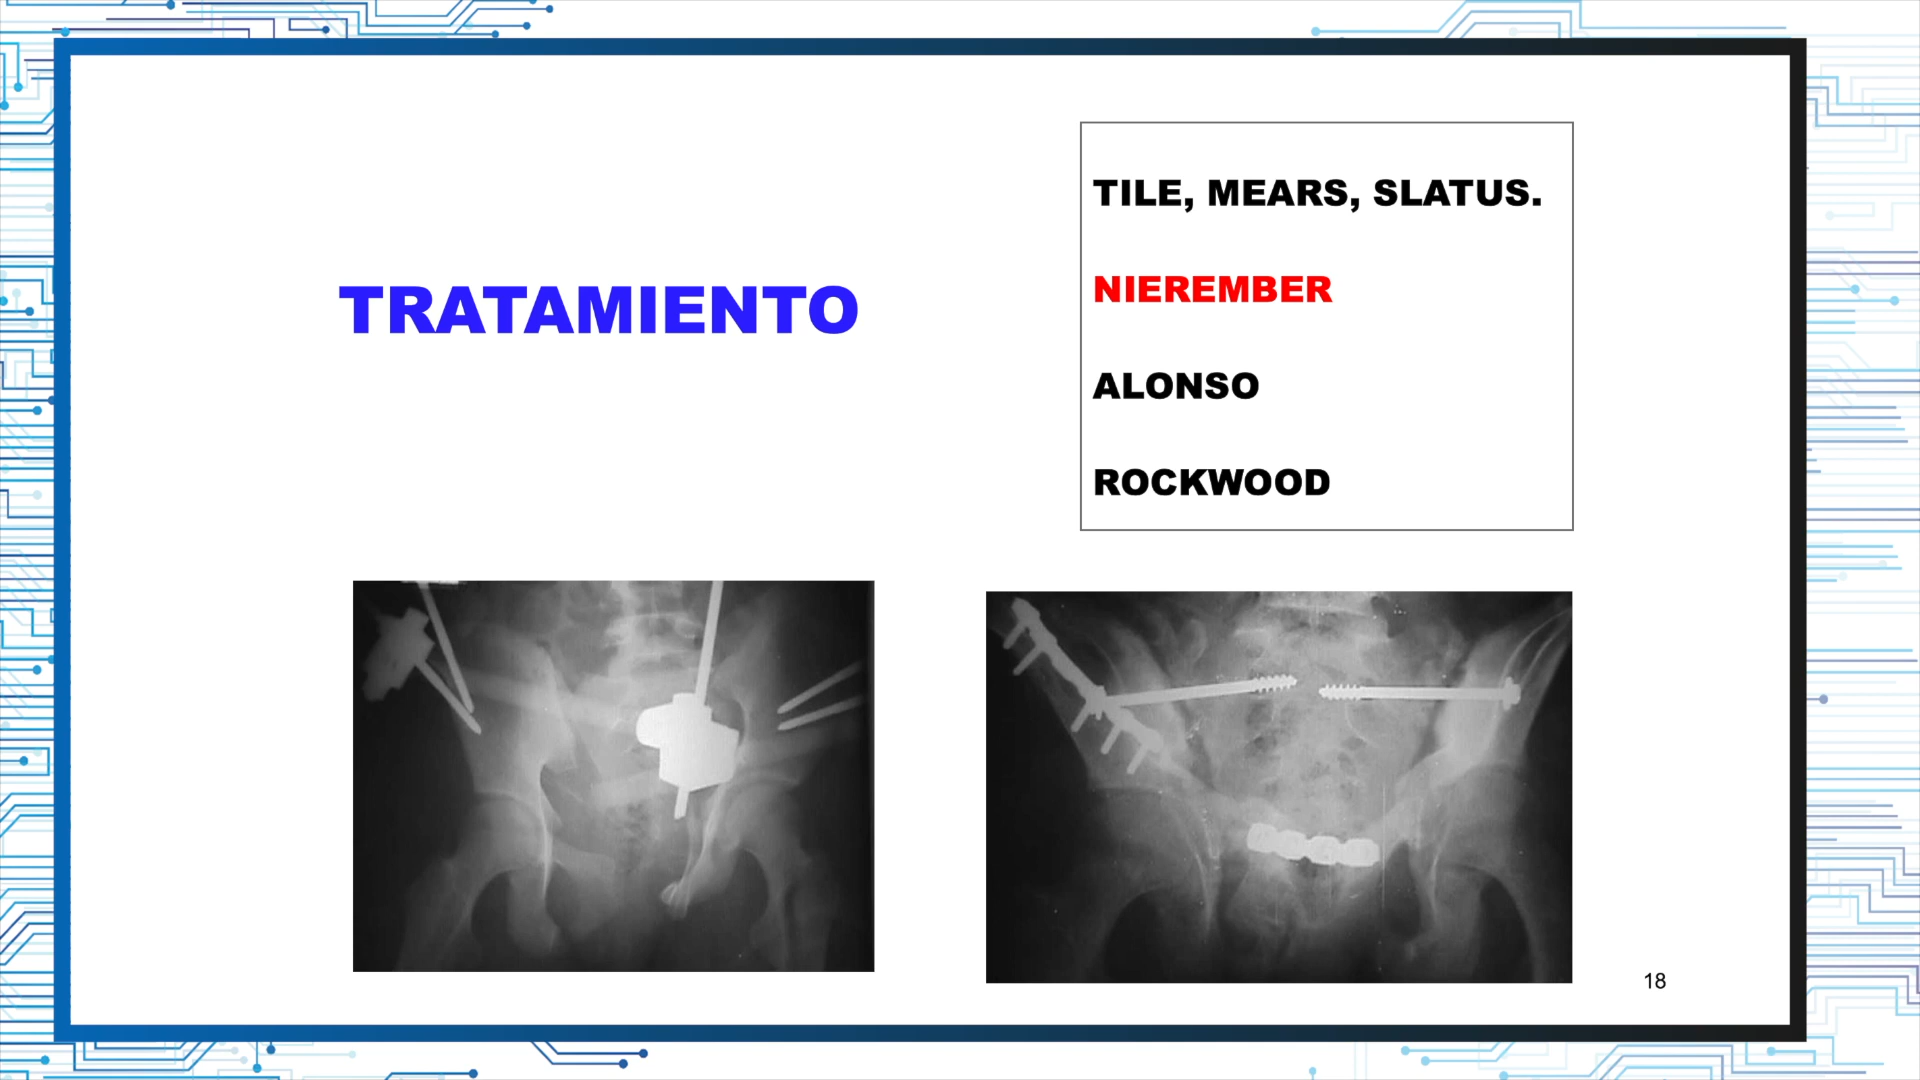 TRATAMIENTO
TILE, MEARS, SLATUS.
NIEREMBER
ALONSO
ROCKWOOD
18